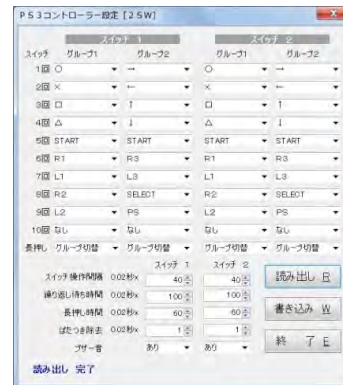 PS3コントローラー設定 [2SW]
スイッチ 1 スイッチ 2
スイッチ グループ1 グループ2 グループ1 グループ2
1回 ○ → ○ →
2回 × ← × ←
3回 □ ↑ □ ↑
4回 △ ↓ △ ↓
5回 START START START START
6回 R1 R3 R1 R3
7回 L1 L3 L1 L3
8回 R2 SELECT R2 SELECT
9回 L2 PS L2 PS
10回 なし なし なし なし
長押し グループ切替 グループ切替 グループ切替 グループ切替
スイッチ 1 スイッチ 2
スイッチ操作間隔 0.02秒x 40 40
繰り返し待ち時間 0.02秒x 100 100
長押し時間 0.02秒x 60 60
ばたつき除去 0.02秒x 1 1
ブザー音 あり あり
読み出し R
書き込み W
終 了 E
読み出し 完了